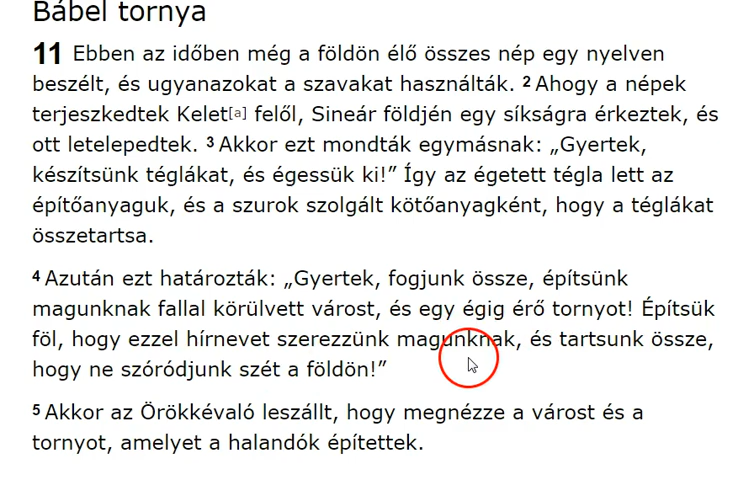 Bábel tornya
11 Ebben az időben még a földön élő összes nép egy nyelven
beszélt, és ugyanazokat a szavakat használták. 2 Ahogy a népek
terjeszkedtek Kelet[a] felől, Sineár földjén egy síkságra érkeztek, és
ott letelepedtek. 3 Akkor ezt mondták egymásnak: „Gyertek,
készítsünk téglákat, és égessük ki!” Így az égetett tégla lett az
építőanyaguk, és a szurok szolgált kötőanyagként, hogy a téglákat
összetartsa.
4 Azután ezt határozták: „Gyertek, fogjunk össze, építsünk
magunknak fallal körülvett várost, és egy égig érő tornyot! Építsük
föl, hogy ezzel hírnevet szerezzünk magunknak, és tartsunk össze,
hogy ne szóródjunk szét a földön!”
5 Akkor az Örökkévaló leszállt, hogy megnézze a várost és a
tornyot, amelyet a halandók építettek.